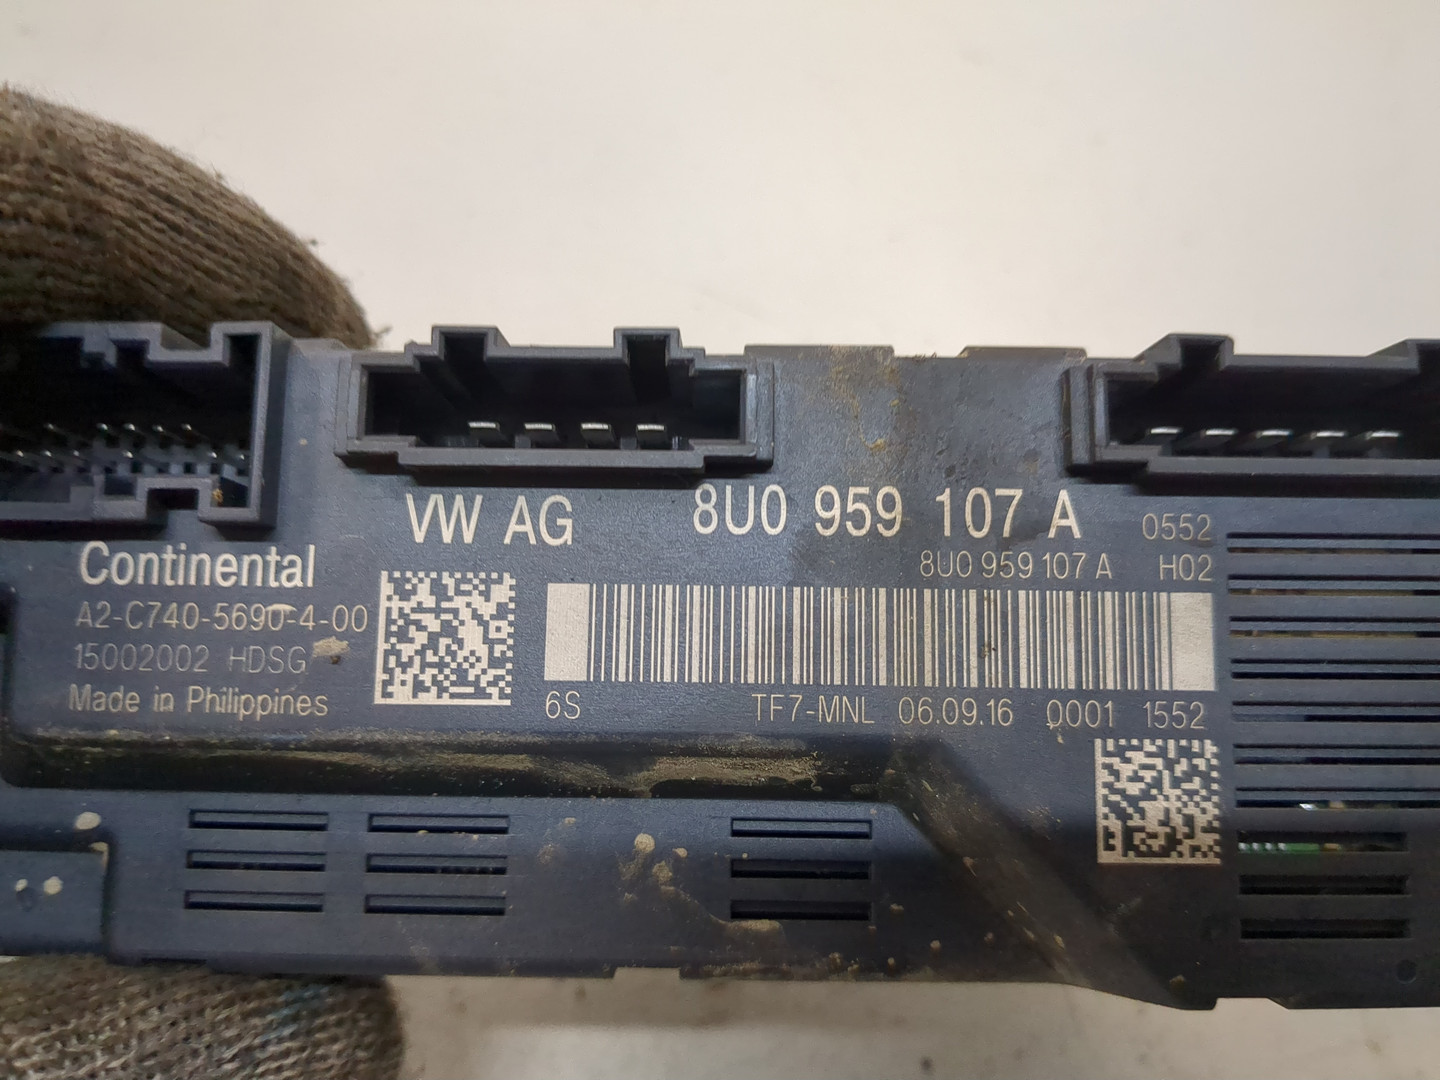 VW AG 8U0 959 107 A 0552
8U0 959 107 A H02
Continental
A2-C740-5690-4-00
15002002 HDSG
Made in Philippines
6S TF7-MNL 06.09.16 0001 1552